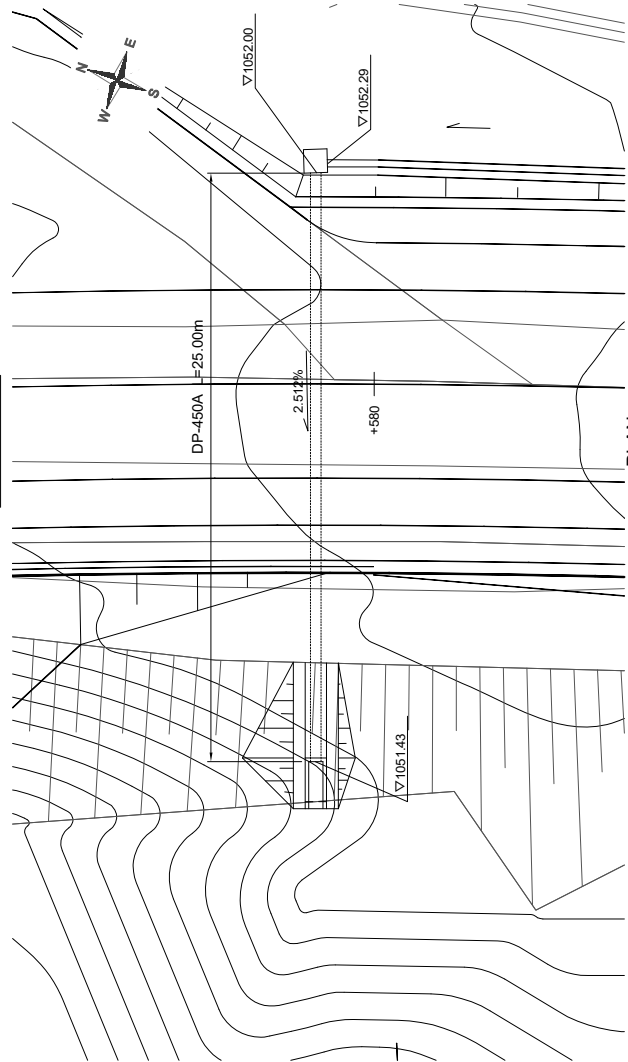 N
E
S
W
▽1052.00
▽1052.29
DP-450A L=25.00m
2.512%
+580
▽1051.43